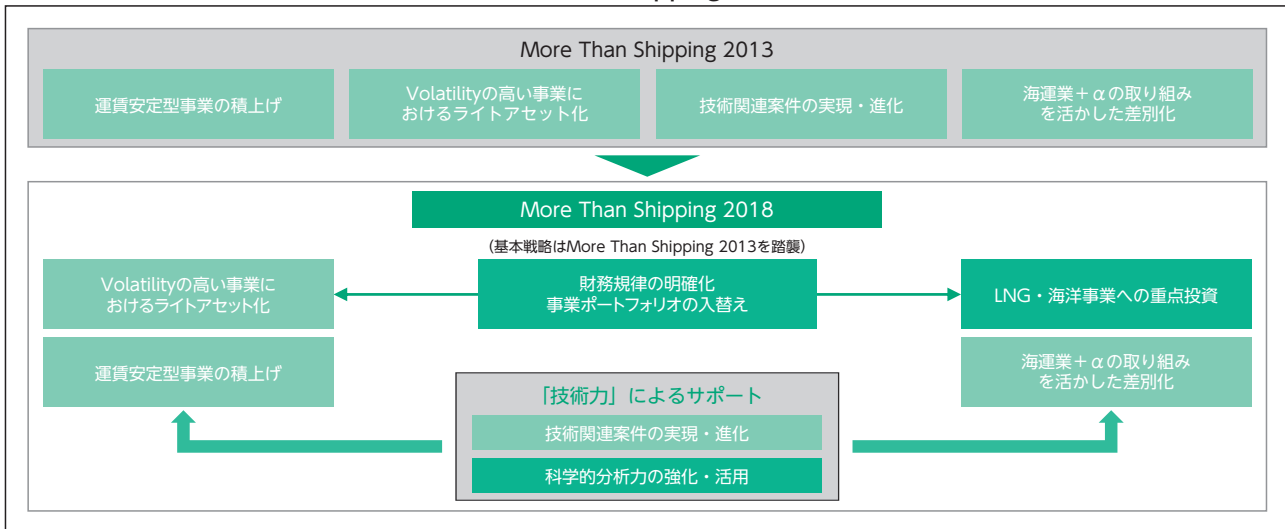 pping
More Than Shipping 2013
運賃安定型事業の積上げ
Volatilityの高い事業に
おけるライトアセット化
技術関連案件の実現・進化
海運業+αの取り組み
を活かした差別化
More Than Shipping 2018
(基本戦略はMore Than Shipping 2013を踏襲)
Volatilityの高い事業に
おけるライトアセット化
財務規律の明確化
事業ポートフォリオの入替え
LNG・海洋事業への重点投資
運賃安定型事業の積上げ
海運業+αの取り組み
を活かした差別化
「技術力」によるサポート
技術関連案件の実現・進化
科学的分析力の強化・活用